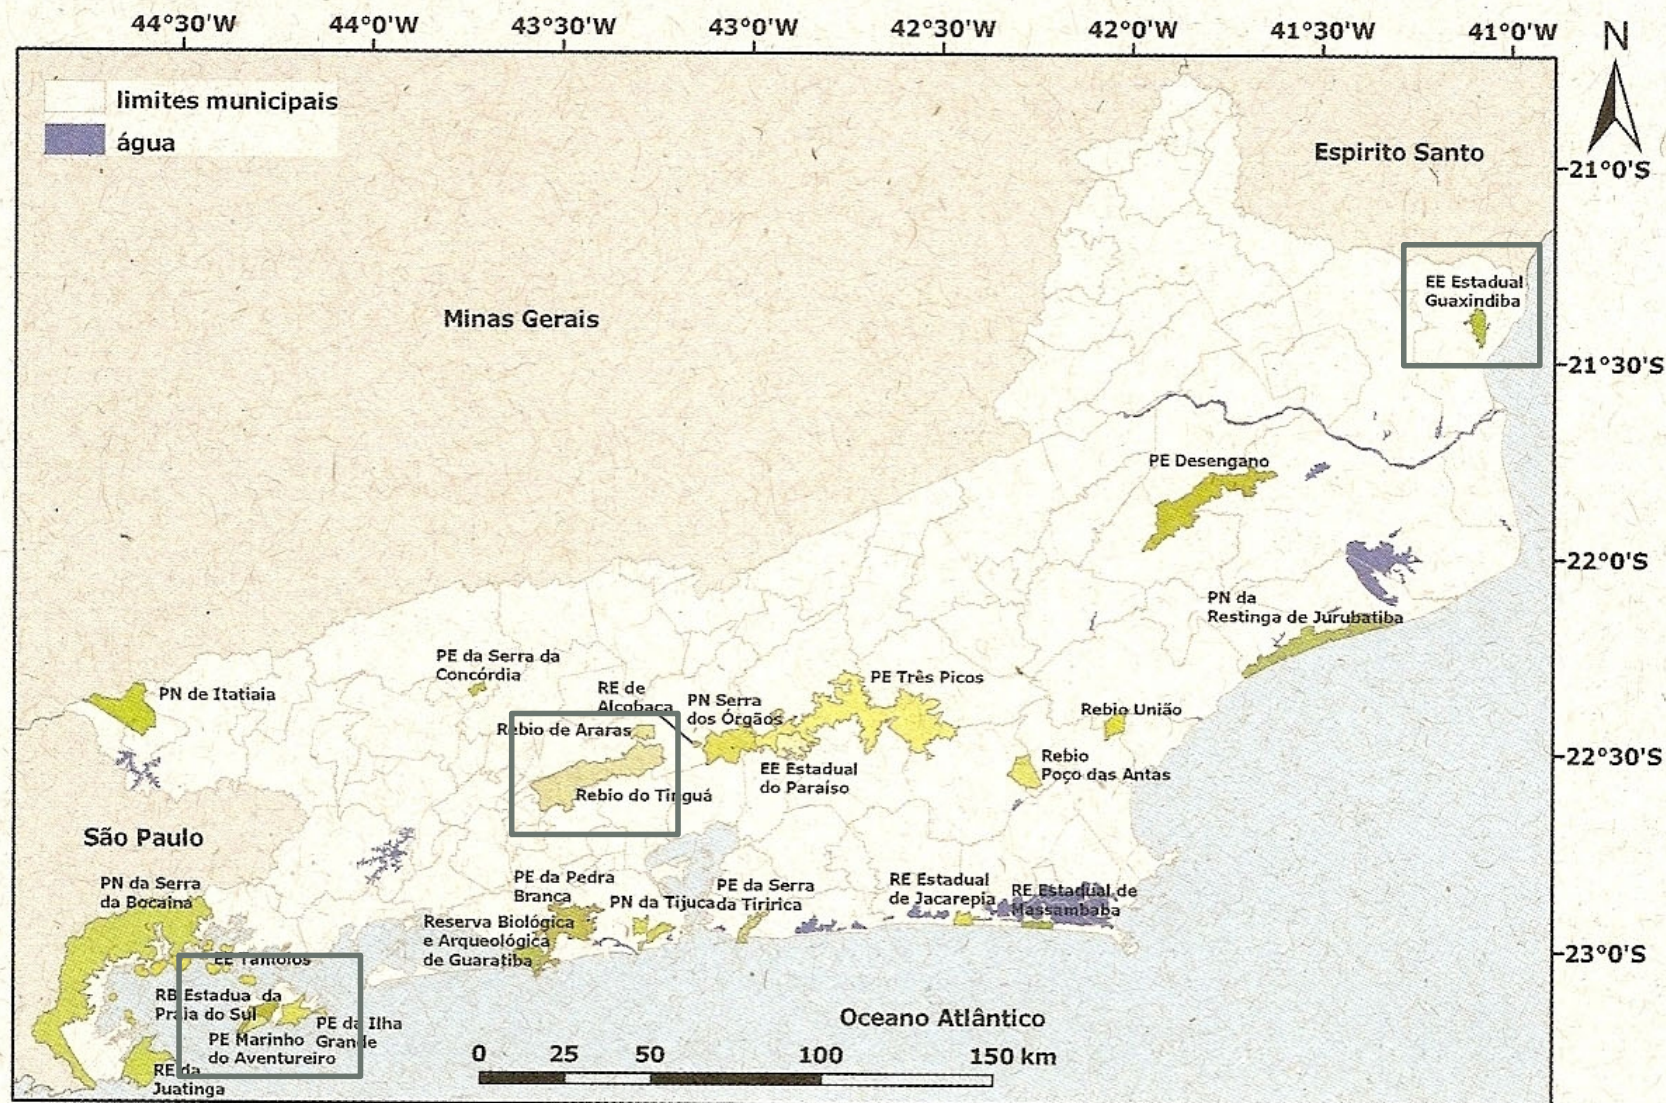 44°30'W 44°0'W 43°30'W 43°0'W 42°30'W 42°0'W 41°30'W 41°0'W N
limites municipais
água
Espirito Santo
21°0'S
EE Estadual
Guaxindiba
Minas Gerais
21°30'S
PE Desengano
22°0'S
PN da
Restinga de Jurubatiba
PE da Serra da
Concórdia
PN de Itatiaia
RE de
Alcobaça
PN Serra
dos Órgãos
PE Três Picos
Rebio União
Rebio de Araras
22°30'S
Rebio
Poço das Antas
EE Estadual
do Paraíso
Rebio do Tinguá
São Paulo
PN da Serra
da Bocaina
PE da Pedra
Branca
PN da Tijuca
PE da Serra
da Tiririca
RE Estadual
de Jacarepia
RE Estadual de
Massambaba
Reserva Biológica
e Arqueológica
de Guaratiba
23°0'S
EE Tamoios
RB Estadua da
Praia do Sul
PE da Ilha
Grande
PE Marinho
do Aventureiro
RE da
Juatinga
Oceano Atlântico
0 25 50 100 150 km